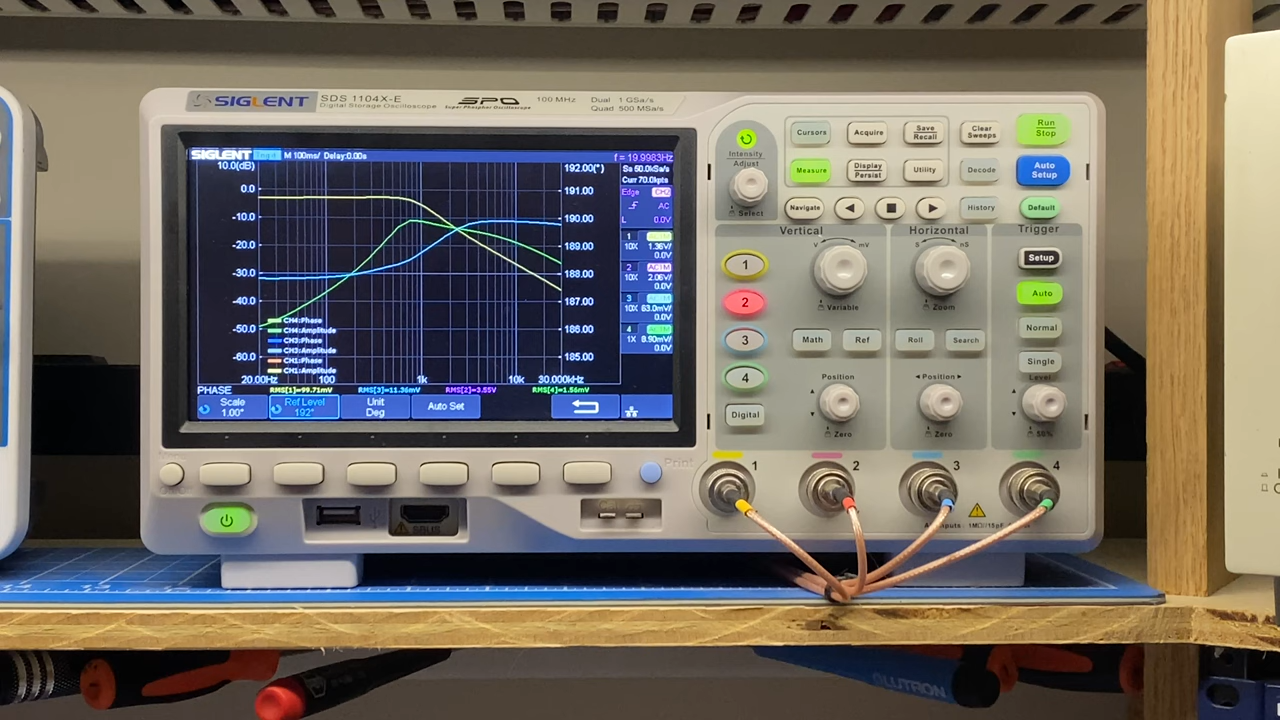 SIGLENT SDS 1104X-E
Digital Storage Oscilloscope
SPO
Super Phosphor Oscilloscope
100 MHz
Dual 1 GSa/s
Quad 500 MSa/s
SIGLENT M 100ms/ Delay:0.00s f = 19.9983Hz
10.0(dB) 192.00(°) Sa 50.0kSa/s
Curr 70.0kpts
0.0 191.00 Edge CH2
AC
-10.0 190.00 L 0.0V
-20.0 189.00
1
10X 1.36V/
0.0V
-30.0 188.00
2 AC1M
10X 2.06V/
0.0V
-40.0 187.00
3
10X 63.0mV/
0.0V
-50.0 186.00
4
1X 8.90mV/
0.0V
-60.0 185.00
CH4:Phase
CH4:Amplitude
CH3:Phase
CH3:Amplitude
CH1:Phase
CH1:Amplitude
20.00Hz 100 1k 10k 30.000kHz
PHASE RMS[1]=99.71mV RMS[3]=11.36mV RMS[2]=3.55V RMS[4]=1.56mV
Scale
1.00°
Ref Level
192°
Unit
Deg
Auto Set
Print
SBUS
Intensity
Adjust
Select
Cursors Acquire Save Recall Clear Sweeps Run Stop
Measure Display Persist Utility Decode Auto Setup
Navigate History Default
Vertical Horizontal Trigger
V mV S nS
Variable Zoom
Setup
Auto
Normal
Single
Level
50%
1
2
3
4
Digital
Math Ref Roll Search
Position Position
Zero Zero
1 2 3 4